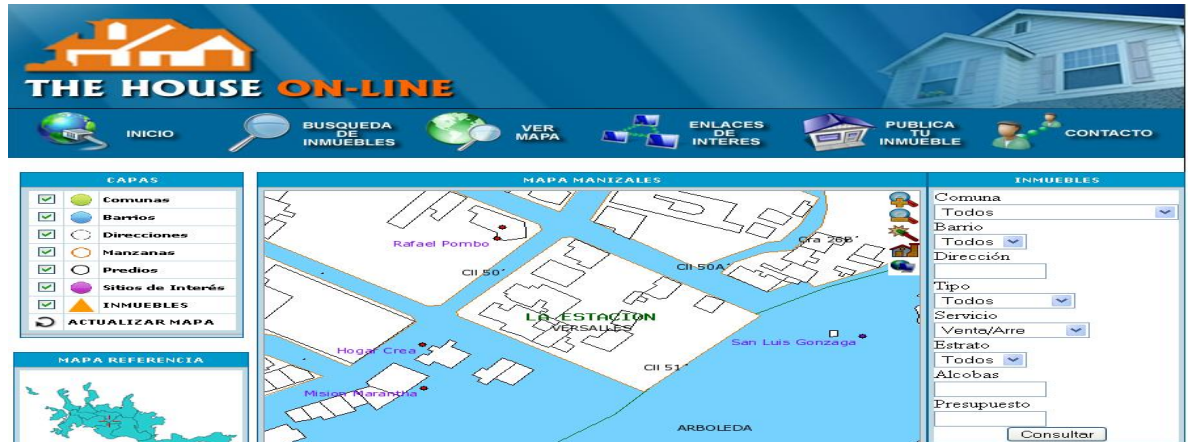 THE HOUSE ON-LINE
INICIO
BUSQUEDA
DE
INMUEBLES
VER
MAPA
ENLACES
DE
INTERES
PUBLICA
TU
INMUEBLE
CONTACTO
CAPAS
Comunas
Barrios
Direcciones
Manzanas
Predios
Sitios de Interés
INMUEBLES
ACTUALIZAR MAPA
MAPA REFERENCIA
MAPA MANIZALES
Rafael Pombo
Cra 26B
Cll 50
Cll 50A
LA ESTACION
VERSALLES
San Luis Gonzaga
Hogar Crea
Cll 51
Mision Marantha
ARBOLEDA
INMUEBLES
Comuna
Todos
Barrio
Todos
Dirección
Tipo
Todos
Servicio
Venta/Arre
Estrato
Todos
Alcobas
Presupuesto
Consultar